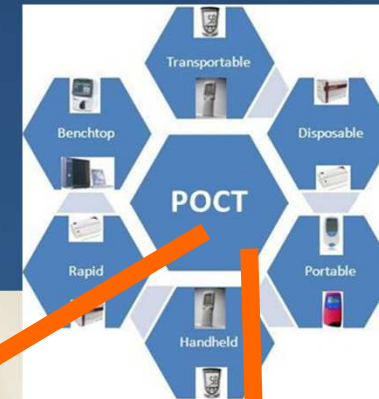 Transportable
Benchtop
Disposable
POCT
Rapid
Portable
Handheld